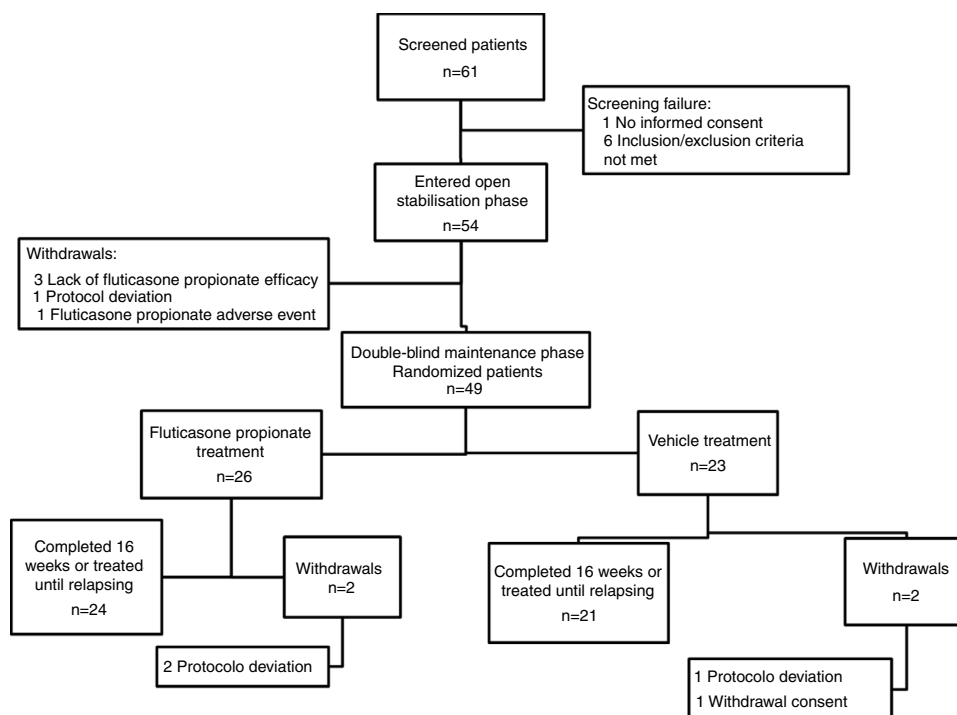 Screened patients
n=61
Screening failure:
1 No informed consent
6 Inclusion/exclusion criteria
not met
Entered open
stabilisation phase
n=54
Withdrawals:
3 Lack of fluticasone propionate efficacy
1 Protocol deviation
1 Fluticasone propionate adverse event
Double-blind maintenance phase
Randomized patients
n=49
Fluticasone propionate
treatment
n=26
Vehicle treatment
n=23
Completed 16
weeks or treated
until relapsing
n=24
Withdrawals
n=2
Completed 16 weeks or
treated until relapsing
n=21
Withdrawals
n=2
2 Protocolo deviation
1 Protocolo deviation
1 Withdrawal consent